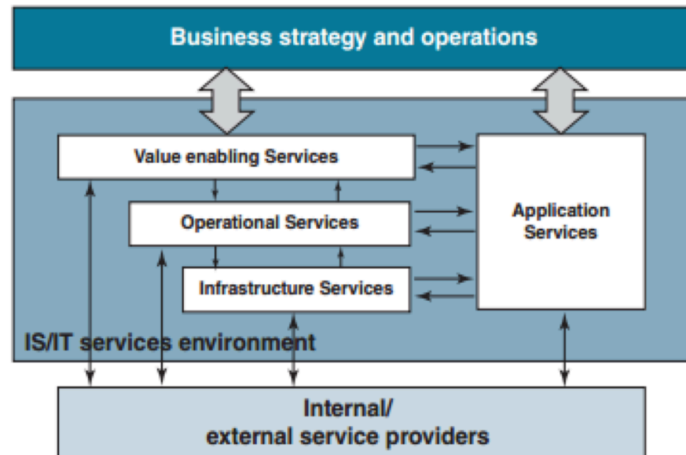 Business strategy and operations
Value enabling Services
Operational Services
Application
Services
Infrastructure Services
IS/IT services environment
Internal/
external service providers